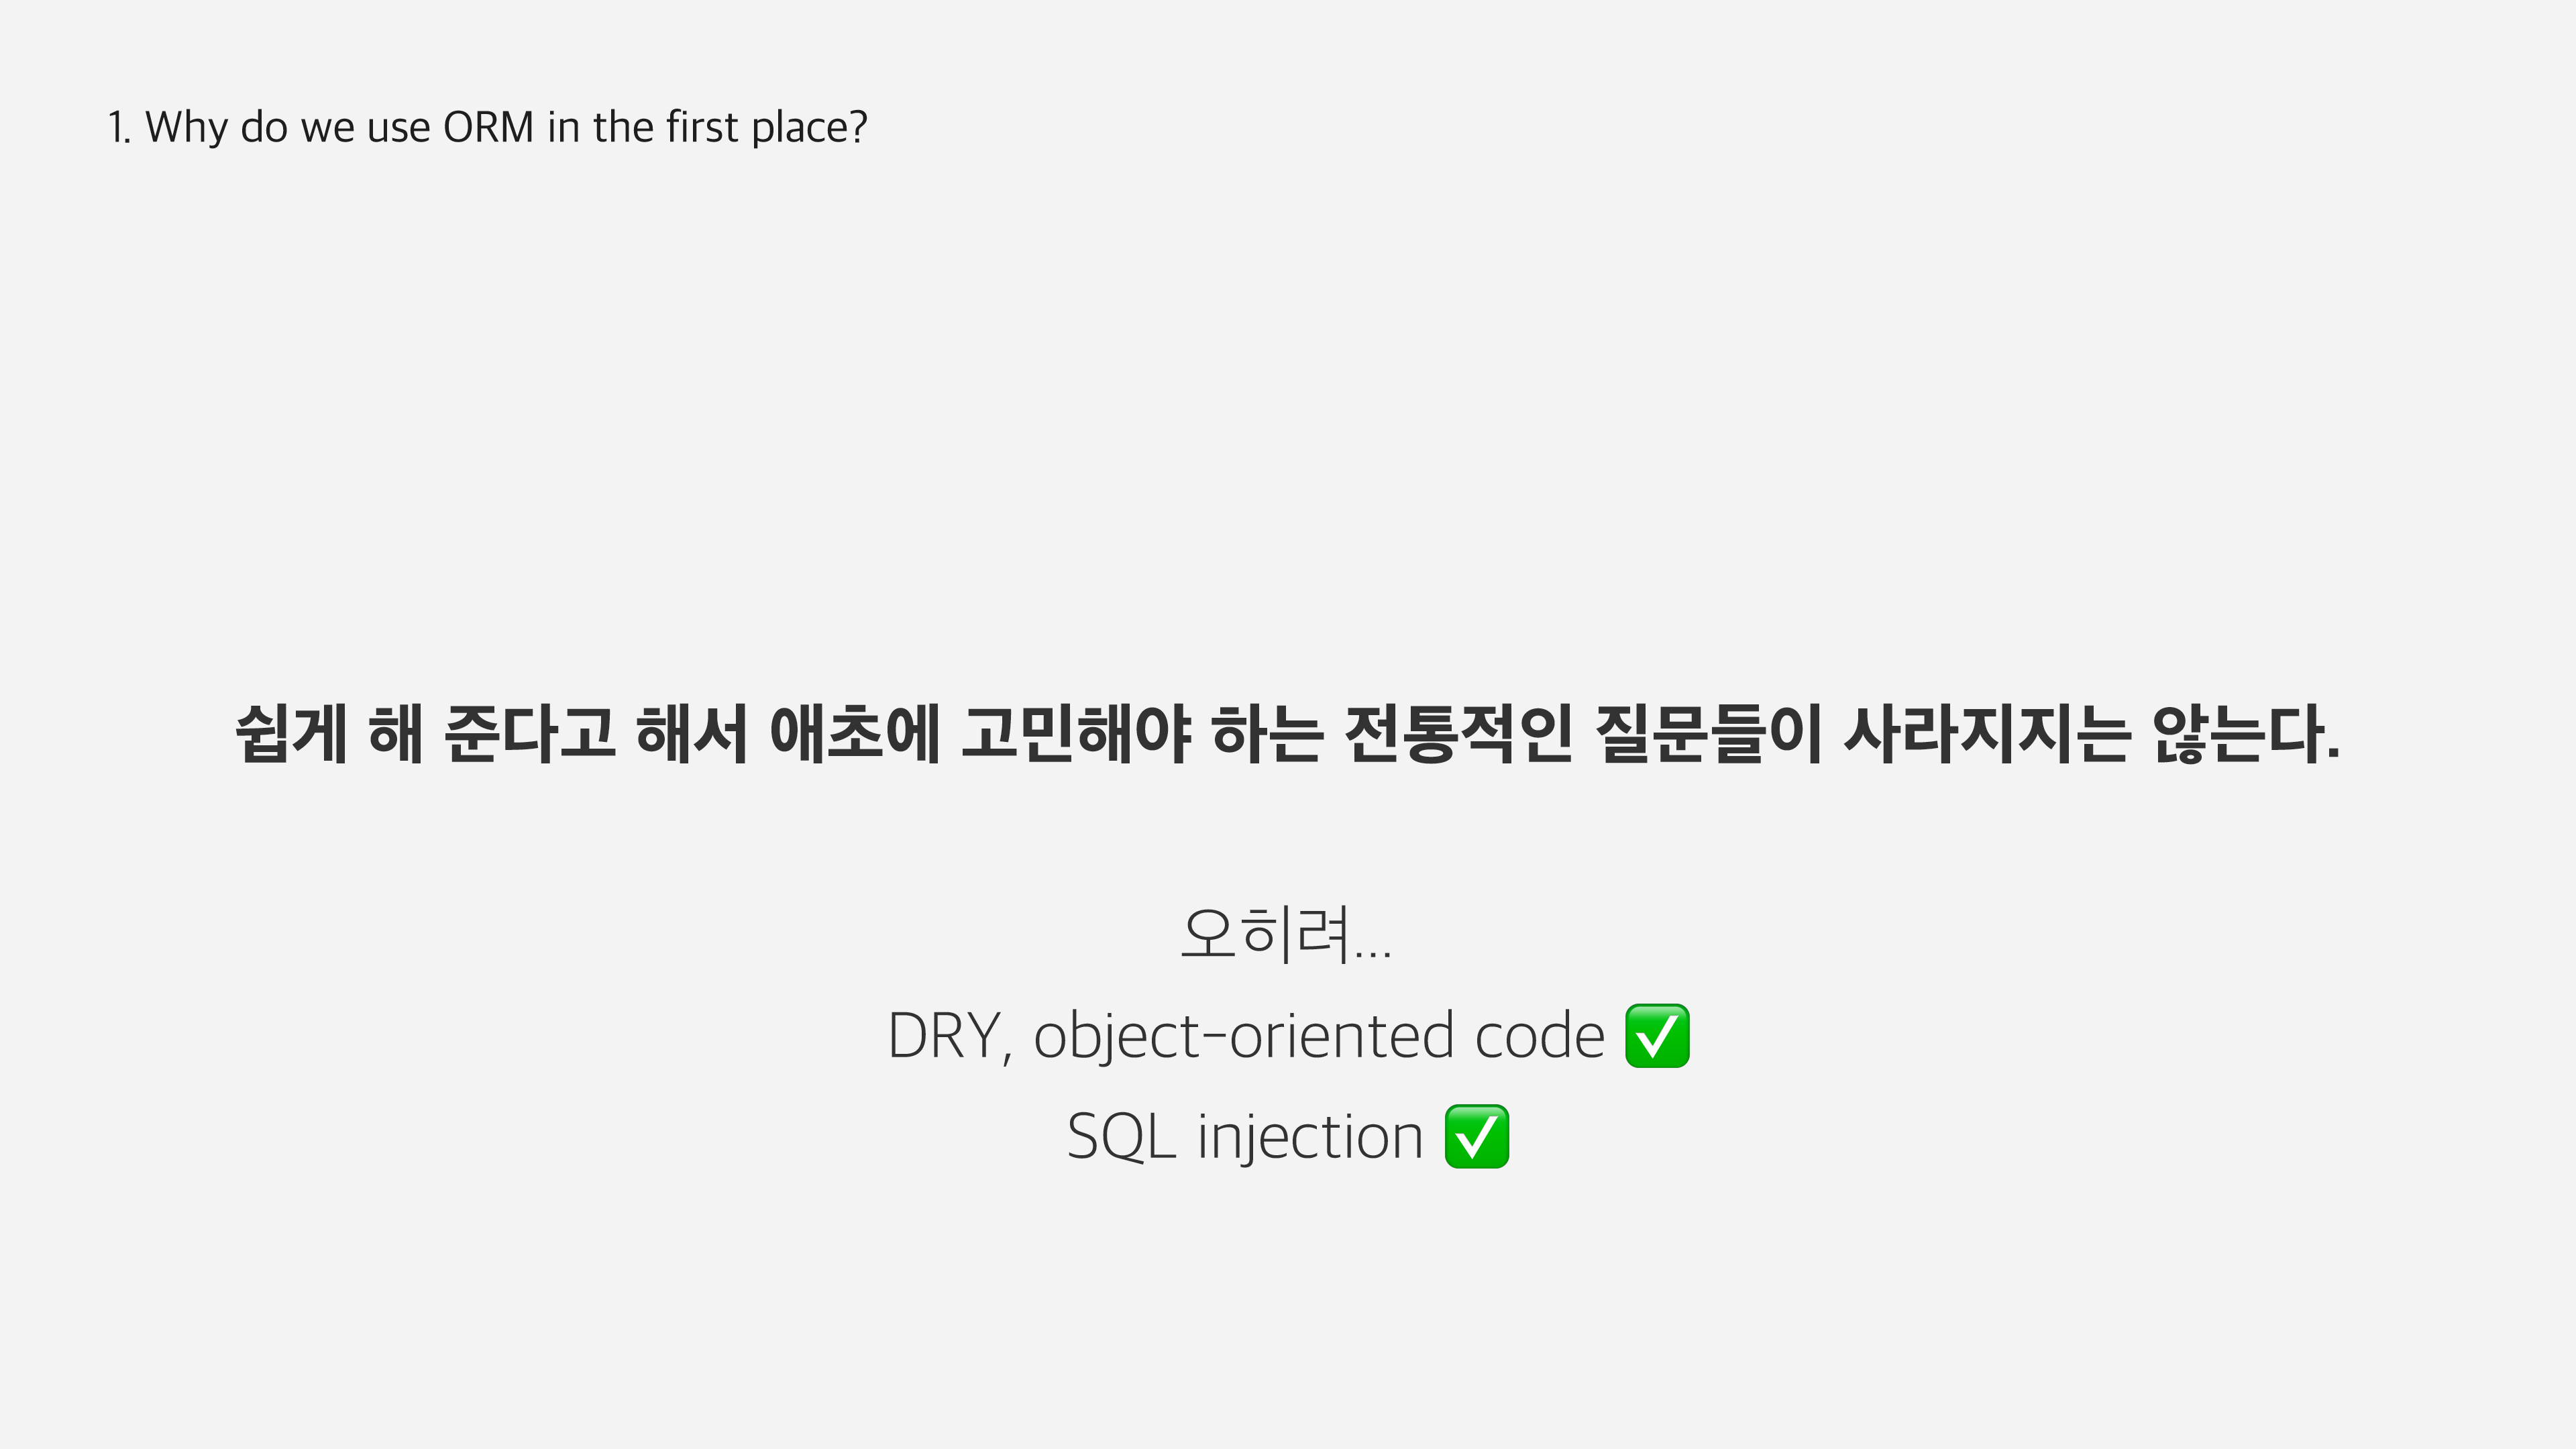 1. Why do we use ORM in the first place?
쉽게 해 준다고 해서 애초에 고민해야 하는 전통적인 질문들이 사라지지는 않는다.
오히려...
DRY, object-oriented code ✅
SQL injection ✅